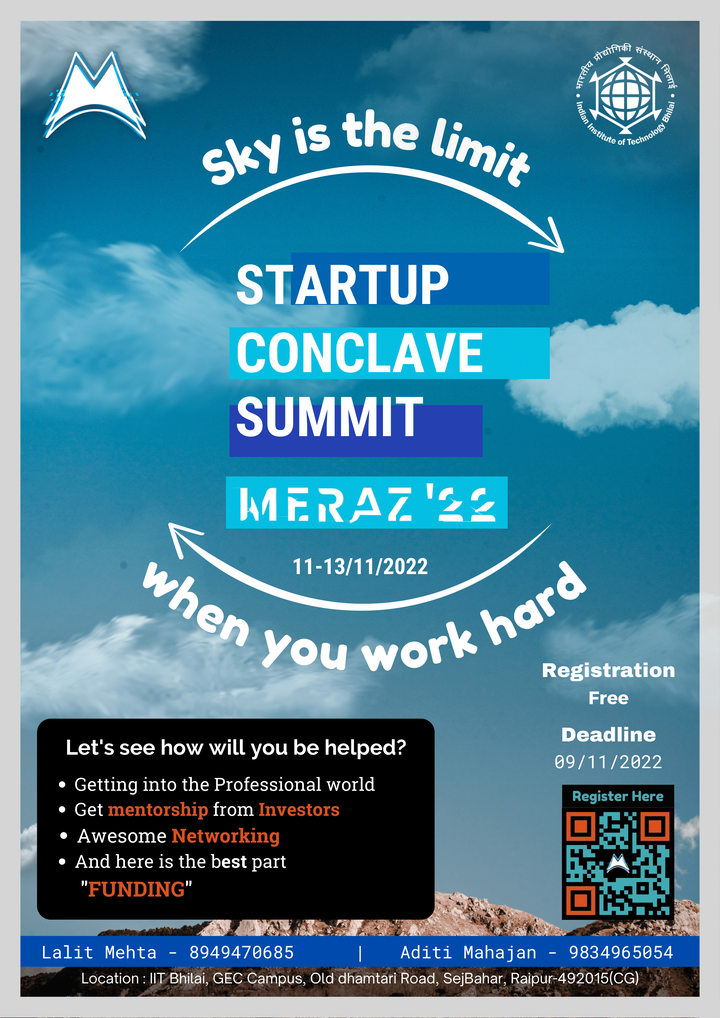 भारतीय प्रौद्योगिकी संस्थान भिलाई
Indian Institute of Technology Bhilai
Sky is the limit
STARTUP
CONCLAVE
SUMMIT
MERAZ '22
11-13/11/2022
when you work hard
Registration
Free
Deadline
09/11/2022
Register Here
Let's see how will you be helped?
• Getting into the Professional world
• Get mentorship from Investors
• Awesome Networking
• And here is the best part
"FUNDING"
Lalit Mehta - 8949470685 | Aditi Mahajan - 9834965054
Location : IIT Bhilai, GEC Campus, Old dhamtari Road, SejBahar, Raipur-492015(CG)